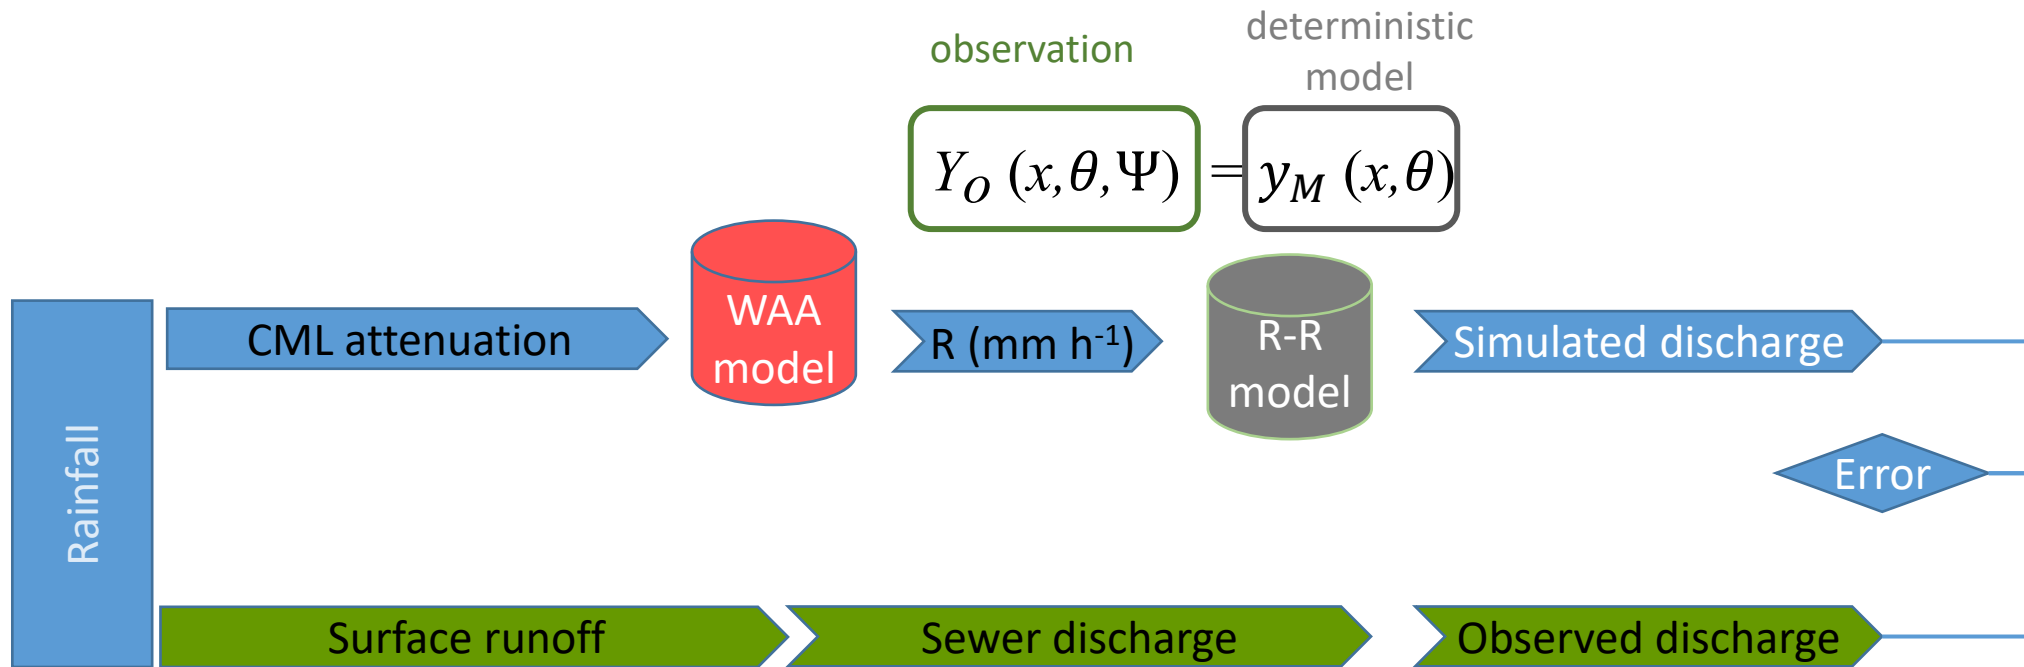 observation
deterministic
model
Y_O (x,θ,Ψ) = y_M (x,θ)
Rainfall
CML attenuation
WAA
model
R (mm h⁻¹)
R-R
model
Simulated discharge
Error
Surface runoff
Sewer discharge
Observed discharge